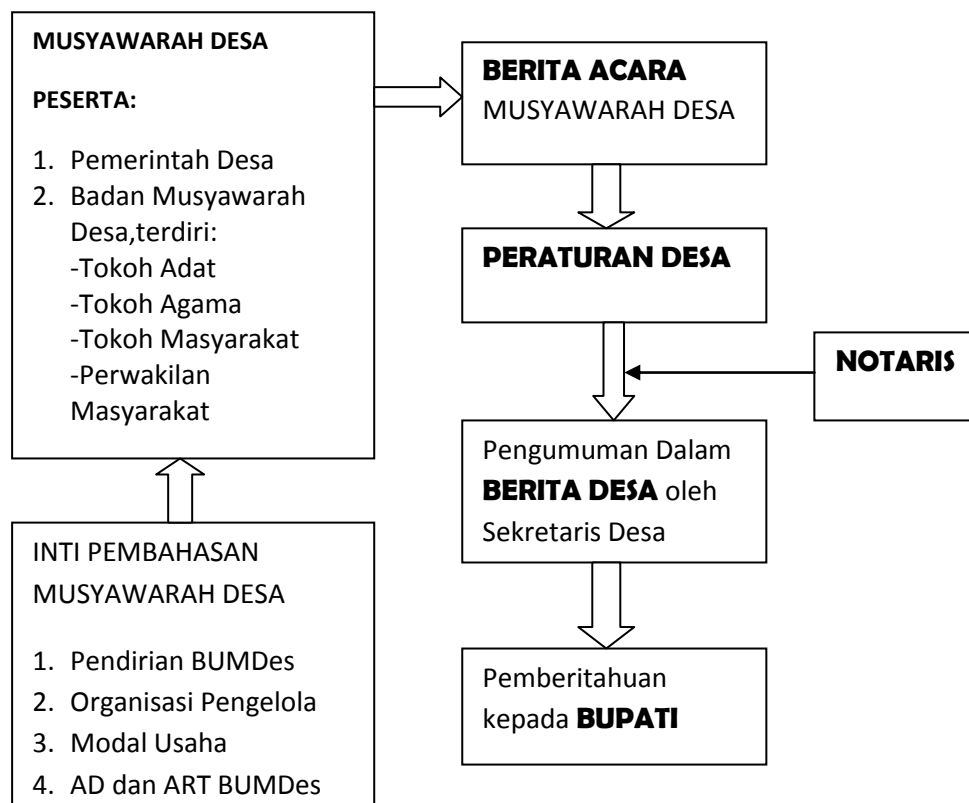 MUSYAWARAH DESA
PESERTA:
1. Pemerintah Desa
2. Badan Musyawarah
Desa,terdiri:
-Tokoh Adat
-Tokoh Agama
-Tokoh Masyarakat
-Perwakilan
Masyarakat
INTI PEMBAHASAN
MUSYAWARAH DESA
1. Pendirian BUMDes
2. Organisasi Pengelola
3. Modal Usaha
4. AD dan ART BUMDes
BERITA ACARA
MUSYAWARAH DESA
PERATURAN DESA
NOTARIS
Pengumuman Dalam
BERITA DESA oleh
Sekretaris Desa
Pemberitahuan
kepada BUPATI